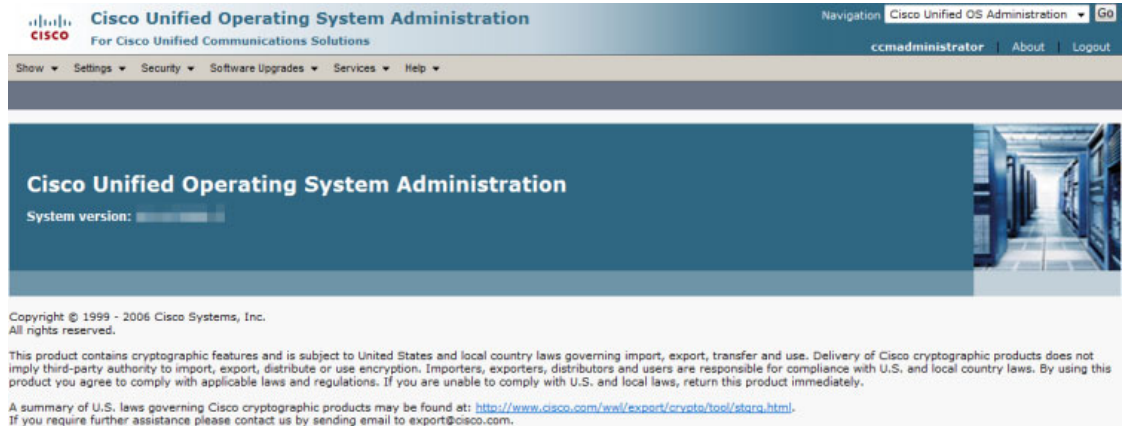 CISCO
Cisco Unified Operating System Administration
For Cisco Unified Communications Solutions
Navigation Cisco Unified OS Administration Go
ccmadministrator | About | Logout
Show Settings Security Software Upgrades Services Help
Cisco Unified Operating System Administration
System version:
Copyright © 1999 - 2006 Cisco Systems, Inc.
All rights reserved.
This product contains cryptographic features and is subject to United States and local country laws governing import, export, transfer and use. Delivery of Cisco cryptographic products does not
imply third-party authority to import, export, distribute or use encryption. Importers, exporters, distributors and users are responsible for compliance with U.S. and local country laws. By using this
product you agree to comply with applicable laws and regulations. If you are unable to comply with U.S. and local laws, return this product immediately.
A summary of U.S. laws governing Cisco cryptographic products may be found at: http://www.cisco.com/wwl/export/crypto/tool/stqrg.html.
If you require further assistance please contact us by sending email to export@cisco.com.